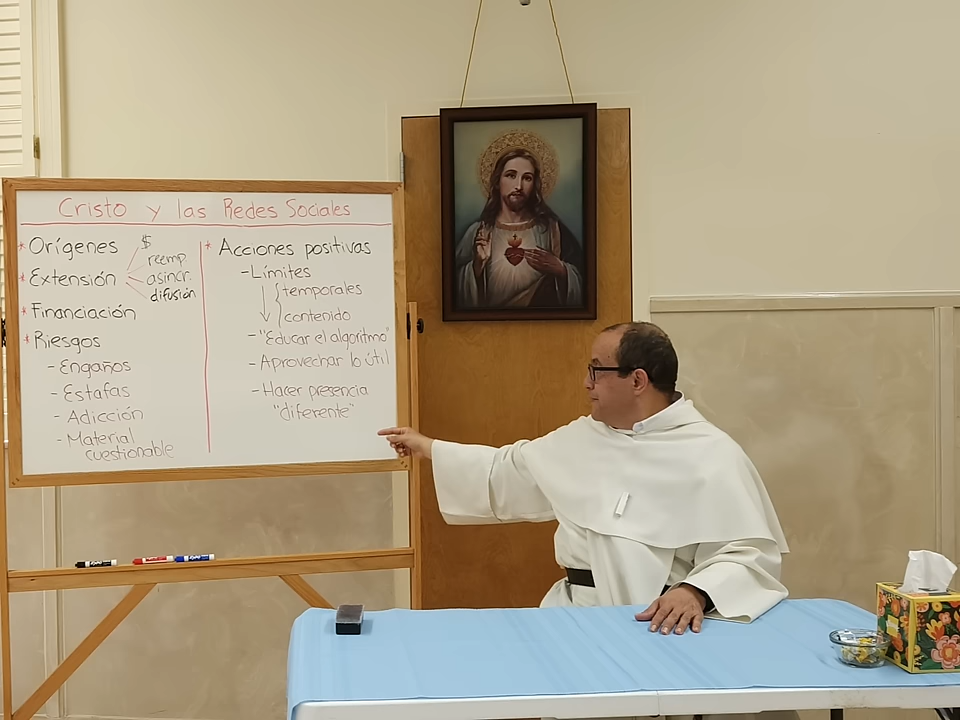 Cristo y las Redes Sociales
* Orígenes
* Extensión
$
reemp.
asincr.
difusión
* Financiación
* Riesgos
- Engaños
- Estafas
- Adicción
- Material
cuestionable
* Acciones positivas
- Límites
temporales
contenido
- "Educar el algoritmo"
- Aprovechar lo útil
- Hacer presencia
"diferente"